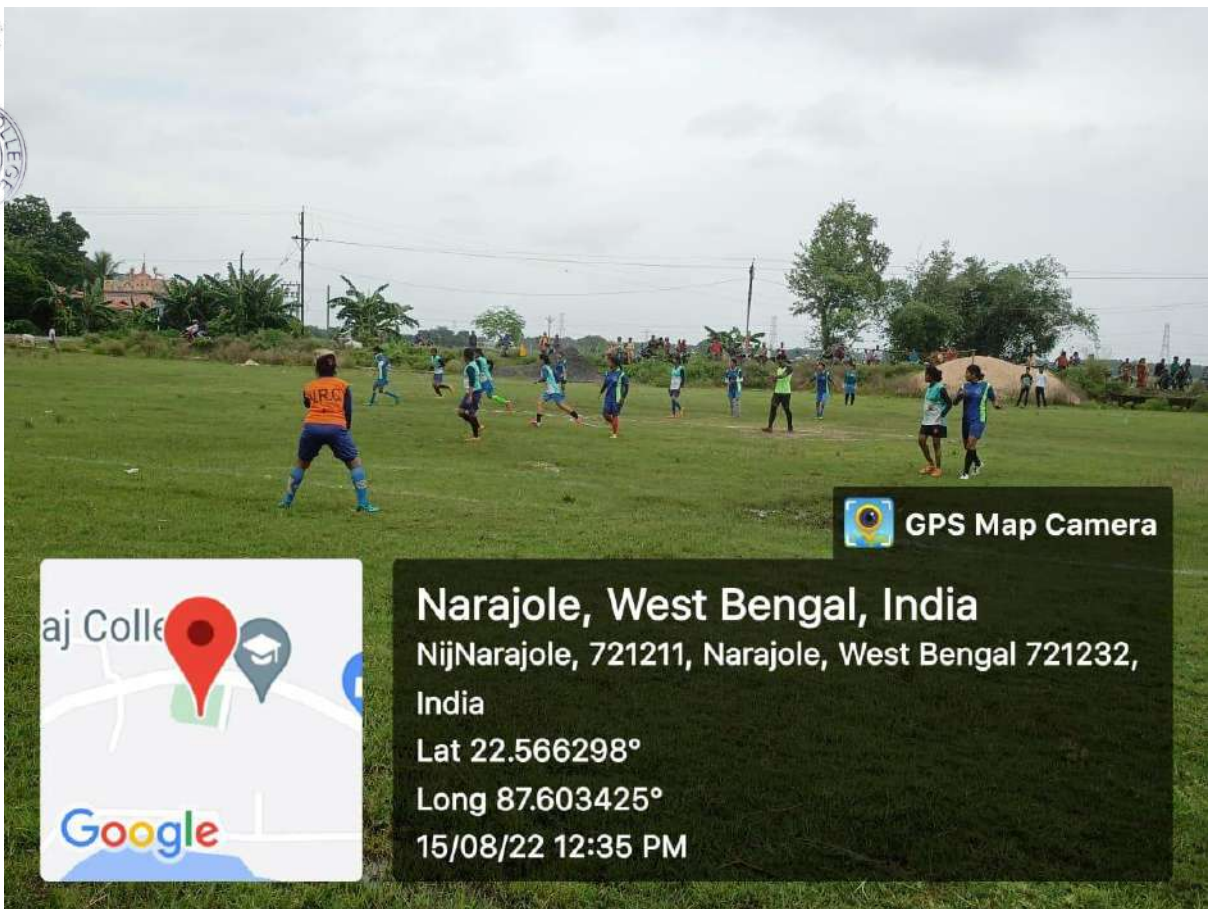 LLEGE
N.R.C
GPS Map Camera
aj Colle
Google
Narajole, West Bengal, India
NijNarajole, 721211, Narajole, West Bengal 721232,
India
Lat 22.566298°
Long 87.603425°
15/08/22 12:35 PM